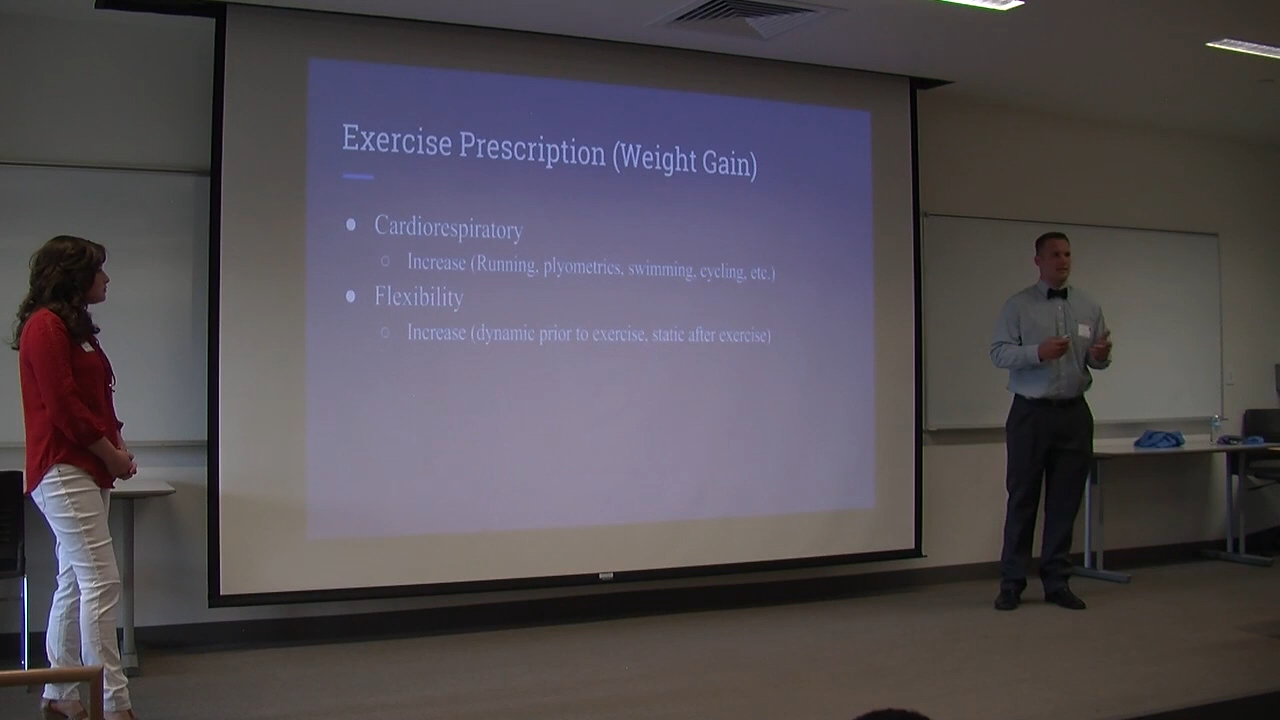 Exercise Prescription (Weight Gain)
● Cardiorespiratory
○ Increase (Running, plyometrics, swimming, cycling, etc.)
● Flexibility
○ Increase (dynamic prior to exercise, static after exercise)